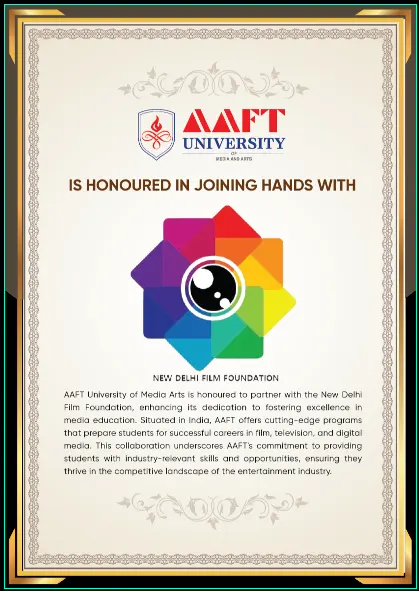 AAFT
UNIVERSITY
OF
MEDIA AND ARTS
IS HONOURED IN JOINING HANDS WITH
NEW DELHI FILM FOUNDATION
AAFT University of Media Arts is honoured to partner with the New Delhi
Film Foundation, enhancing its dedication to fostering excellence in
media education. Situated in India, AAFT offers cutting-edge programs
that prepare students for successful careers in film, television, and digital
media. This collaboration underscores AAFT's commitment to providing
students with industry-relevant skills and opportunities, ensuring they
thrive in the competitive landscape of the entertainment industry.